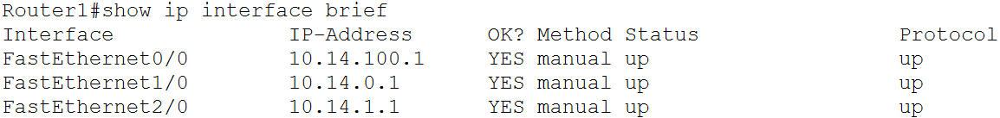 Router1#show ip interface brief
Interface IP-Address OK? Method Status Protocol
FastEthernet0/0 10.14.100.1 YES manual up up
FastEthernet1/0 10.14.0.1 YES manual up up
FastEthernet2/0 10.14.1.1 YES manual up up